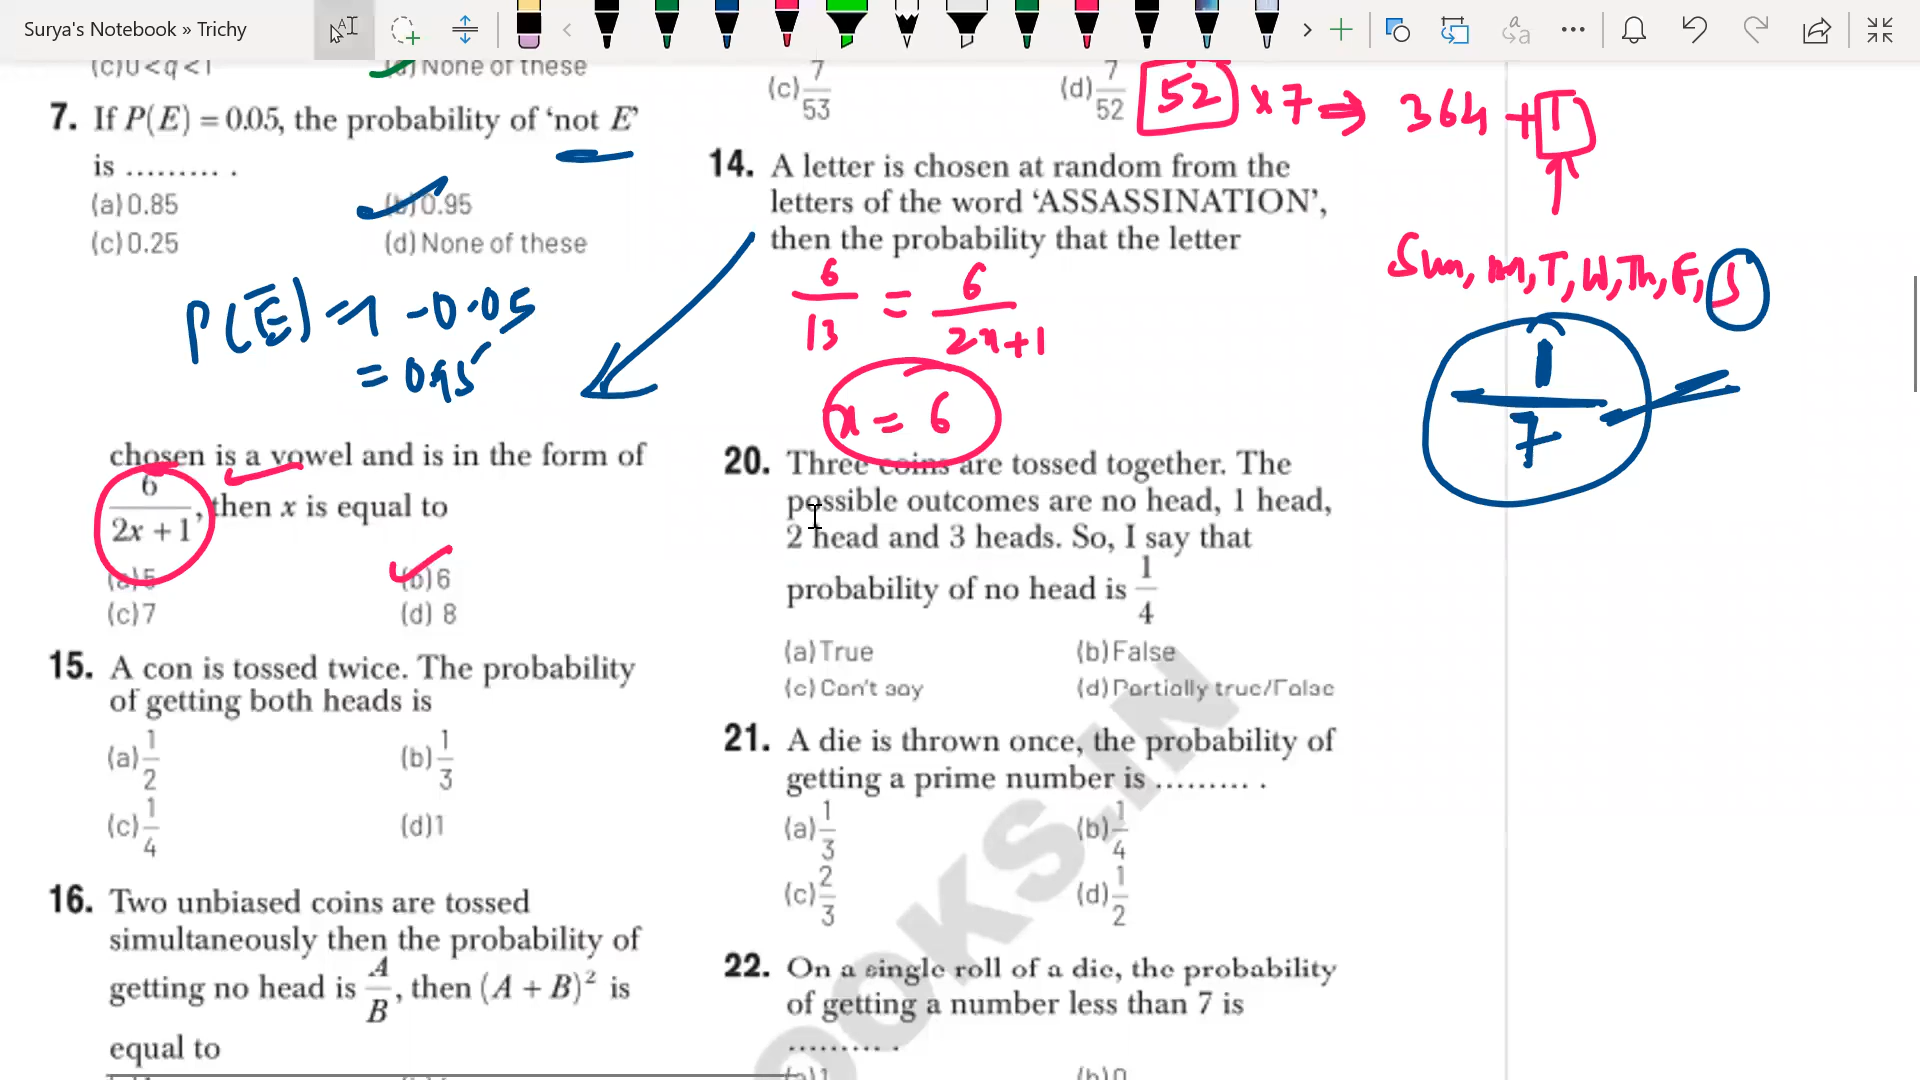 Surya's Notebook » Trichy
(c) 0 < q < 1
(d) None of these
7. If P(E) = 0.05, the probability of 'not E'
is ......... .
(a) 0.85
(b) 0.95
(c) 0.25
(d) None of these
P(Ē) = 1 - 0.05
= 0.95
chosen is a vowel and is in the form of
6
2x + 1
, then x is equal to
(a) 5
(b) 6
(c) 7
(d) 8
15. A con is tossed twice. The probability
of getting both heads is
(a) 1/2
(b) 1/3
(c) 1/4
(d) 1
16. Two unbiased coins are tossed
simultaneously then the probability of
getting no head is A/B, then (A + B)² is
equal to
(c) 7/53
(d) 7/52
52 × 7 ⇒ 364 + 1
14. A letter is chosen at random from the
letters of the word 'ASSASSINATION',
then the probability that the letter
6/13 = 6/2x+1
x = 6
Sun, M, T, W, Th, F, S
1/7
20. Three coins are tossed together. The
possible outcomes are no head, 1 head,
2 head and 3 heads. So, I say that
probability of no head is 1/4
(a) True
(b) False
(c) Can't say
(d) Partially true/False
21. A die is thrown once, the probability of
getting a prime number is ......... .
(a) 1/3
(b) 1/4
(c) 2/3
(d) 1/2
22. On a single roll of a die, the probability
of getting a number less than 7 is
......... .
(a) 1
(b) 0
OOKS.IN